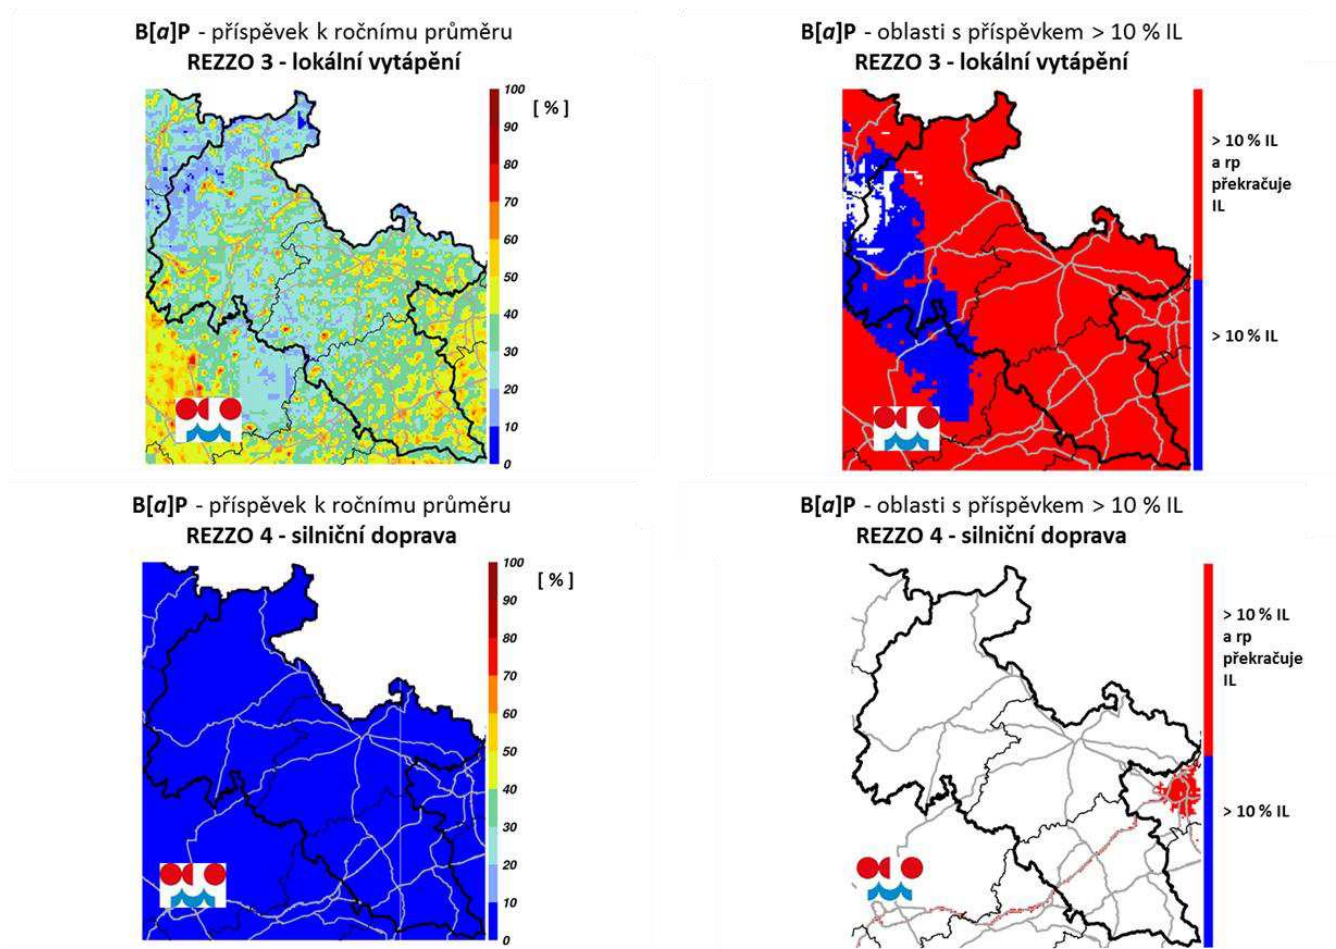 B[a]P - příspěvek k ročnímu průměru
REZZO 3 - lokální vytápění
100
[ % ]
90
80
70
60
50
40
30
20
10
0
B[a]P - oblasti s příspěvkem > 10 % IL
REZZO 3 - lokální vytápění
> 10 % IL
a rp
překračuje
IL
> 10 % IL
B[a]P - příspěvek k ročnímu průměru
REZZO 4 - silniční doprava
100
[ % ]
90
80
70
60
50
40
30
20
10
0
B[a]P - oblasti s příspěvkem > 10 % IL
REZZO 4 - silniční doprava
> 10 % IL
a rp
překračuje
IL
> 10 % IL